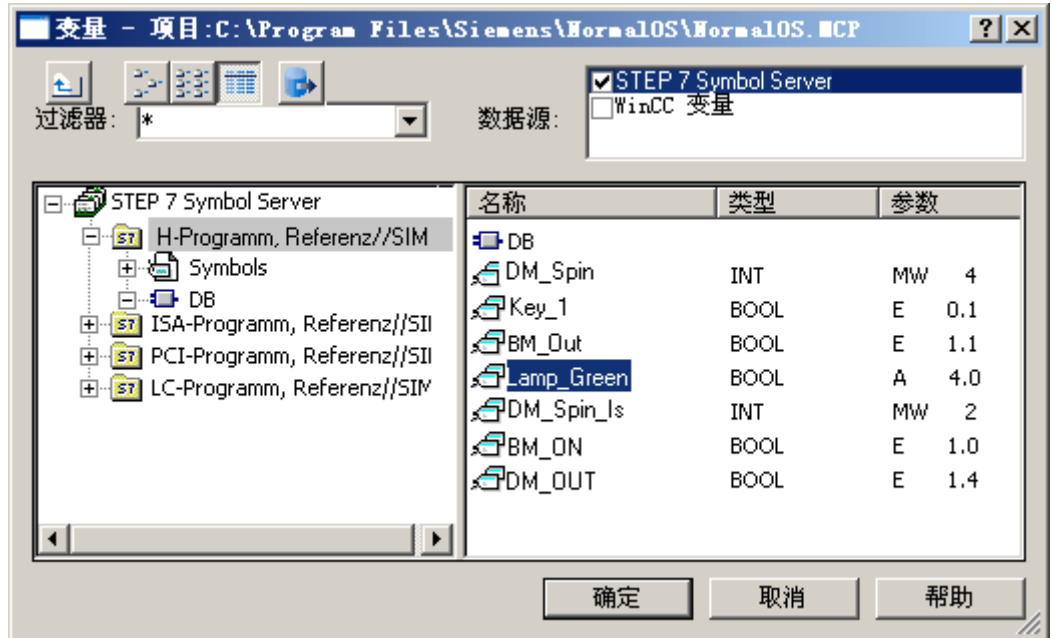 变量 - 项目:C:\Program Files\Siemens\NormalOS\NormalOS.MCP
过滤器: *
数据源:
STEP 7 Symbol Server
WinCC 变量
STEP 7 Symbol Server
H-Programm, Referenz//SIM
Symbols
DB
ISA-Programm, Referenz//SII
PCI-Programm, Referenz//SII
LC-Programm, Referenz//SIM
名称 类型 参数
DB
DM_Spin INT MW 4
Key_1 BOOL E 0.1
BM_Out BOOL E 1.1
Lamp_Green BOOL A 4.0
DM_Spin_Is INT MW 2
BM_ON BOOL E 1.0
DM_OUT BOOL E 1.4
确定 取消 帮助